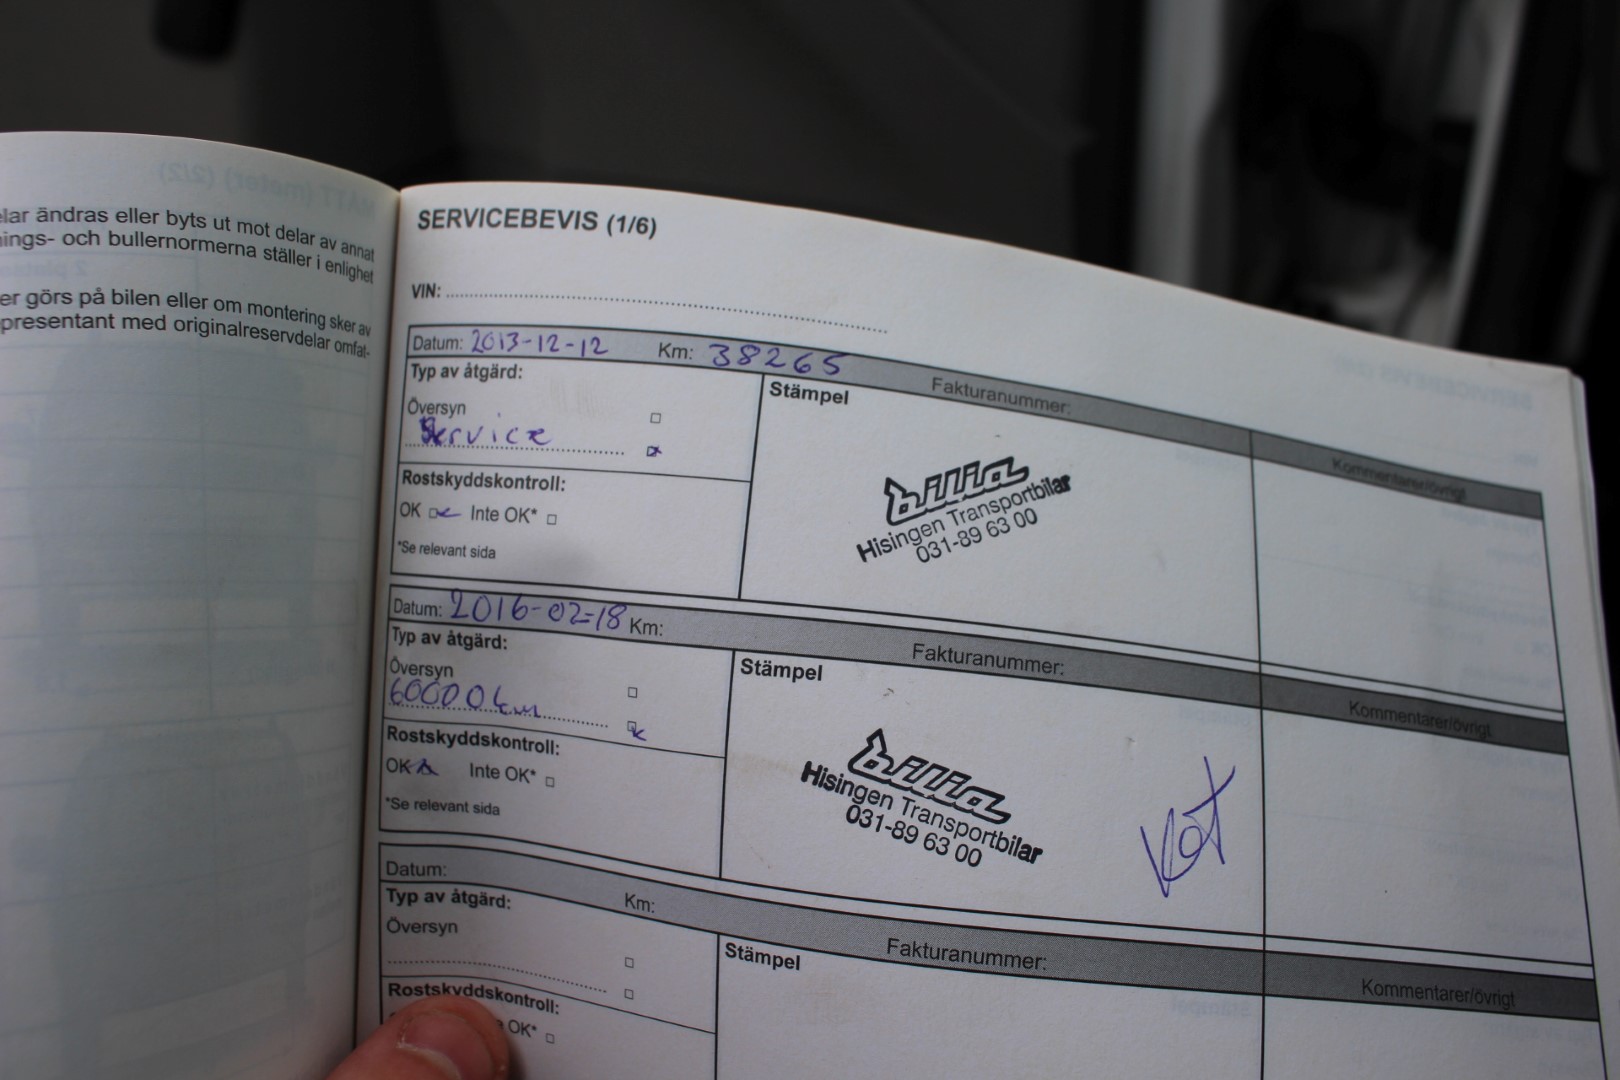 elar ändras eller byts ut mot delar av annat
nings- och bullernormerna ställer i enlighet
er görs på bilen eller om montering sker av
presentant med originalreservdelar omfat-
SERVICEBEVIS (1/6)
VIN:
Datum: 2013-12-12 Km: 38265 Fakturanummer:
Typ av åtgärd:
Översyn
Service
Rostskyddskontroll:
OK Inte OK*
*Se relevant sida
Stämpel
bilia
Hisingen Transportbilar
031-89 63 00
Kommentarer/övrigt
Datum: 2016-02-18 Km: Fakturanummer:
Typ av åtgärd:
Översyn
60000km
Rostskyddskontroll:
OK Inte OK*
*Se relevant sida
Stämpel
bilia
Hisingen Transportbilar
031-89 63 00
Kommentarer/övrigt
Datum: Km: Fakturanummer:
Typ av åtgärd:
Översyn
Rostskyddskontroll:
OK*
Stämpel
Kommentarer/övrigt